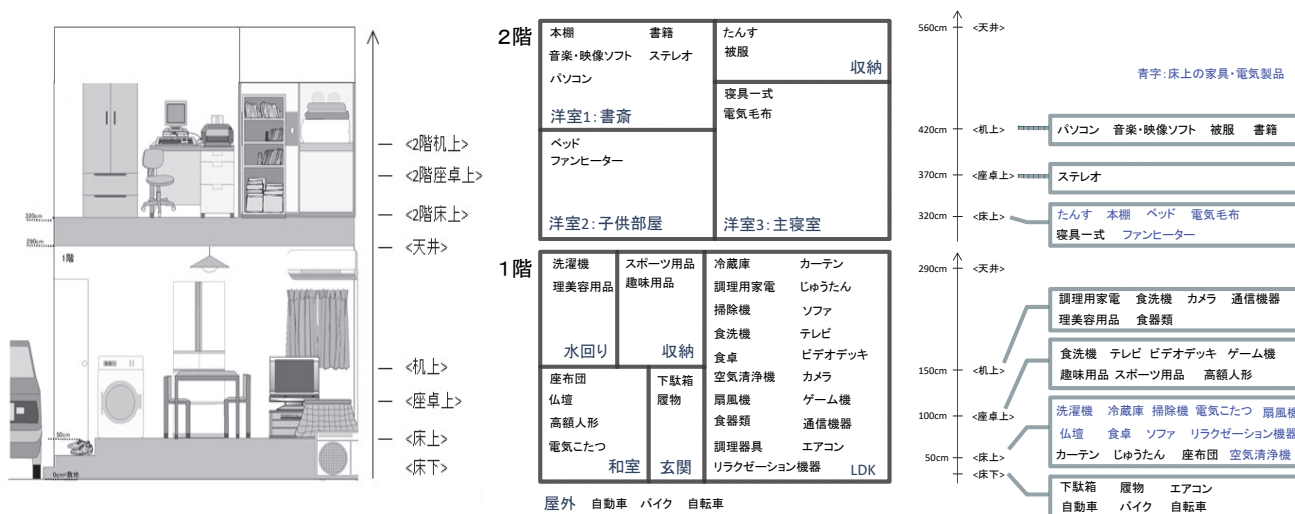 320cm
290cm
1階
50cm
0cm=敷地
<2階机上>
<2階座卓上>
<2階床上>
<天井>
<机上>
<座卓上>
<床上>
<床下>
2階
本棚 書籍
音楽・映像ソフト ステレオ
パソコン
洋室1:書斎
たんす
被服
収納
ベッド
ファンヒーター
洋室2:子供部屋
寝具一式
電気毛布
洋室3:主寝室
1階
洗濯機
理美容用品
水回り
スポーツ用品
趣味用品
収納
座布団
仏壇
高額人形
電気こたつ
和室
下駄箱
履物
玄関
冷蔵庫 カーテン
調理用家電 じゅうたん
掃除機 ソファ
食洗機 テレビ
食卓 ビデオデッキ
空気清浄機 カメラ
扇風機 ゲーム機
食器類 通信機器
調理器具 エアコン
リラクゼーション機器 LDK
屋外 自動車 バイク 自転車
560cm <天井>
青字:床上の家具・電気製品
420cm <机上>
パソコン 音楽・映像ソフト 被服 書籍
370cm <座卓上>
ステレオ
320cm <床上>
たんす 本棚 ベッド 電気毛布
寝具一式 ファンヒーター
290cm <天井>
調理用家電 食洗機 カメラ 通信機器
理美容用品 食器類
150cm <机上>
食洗機 テレビ ビデオデッキ ゲーム機
趣味用品 スポーツ用品 高額人形
100cm <座卓上>
洗濯機 冷蔵庫 掃除機 電気こたつ 扇風機
仏壇 食卓 ソファ リラクゼーション機器
カーテン じゅうたん 座布団 空気清浄機
50cm <床上>
<床下>
下駄箱 履物 エアコン
自動車 バイク 自転車